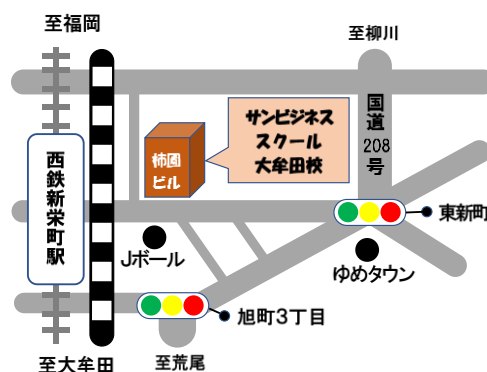 至福岡
至柳川
サンビジネス
スクール
大牟田校
国道
208
号
柿園
ビル
西鉄新栄町駅
東新町
Jボール
ゆめタウン
旭町3丁目
至大牟田
至荒尾